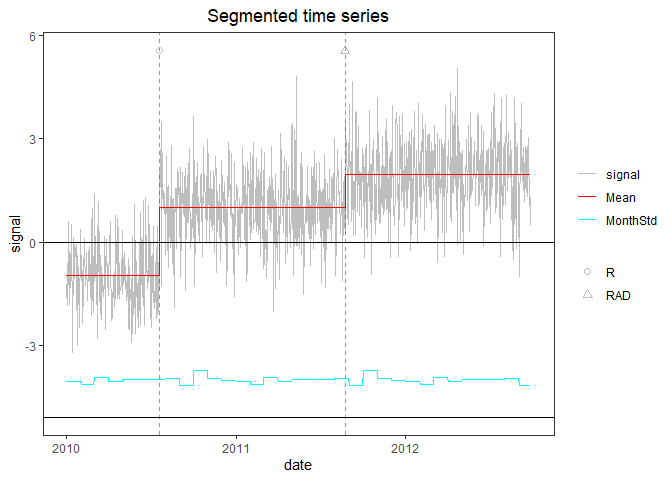 Segmented time series
6
3
0
-3
signal
2010
2011
2012
date
signal
Mean
MonthStd
R
RAD